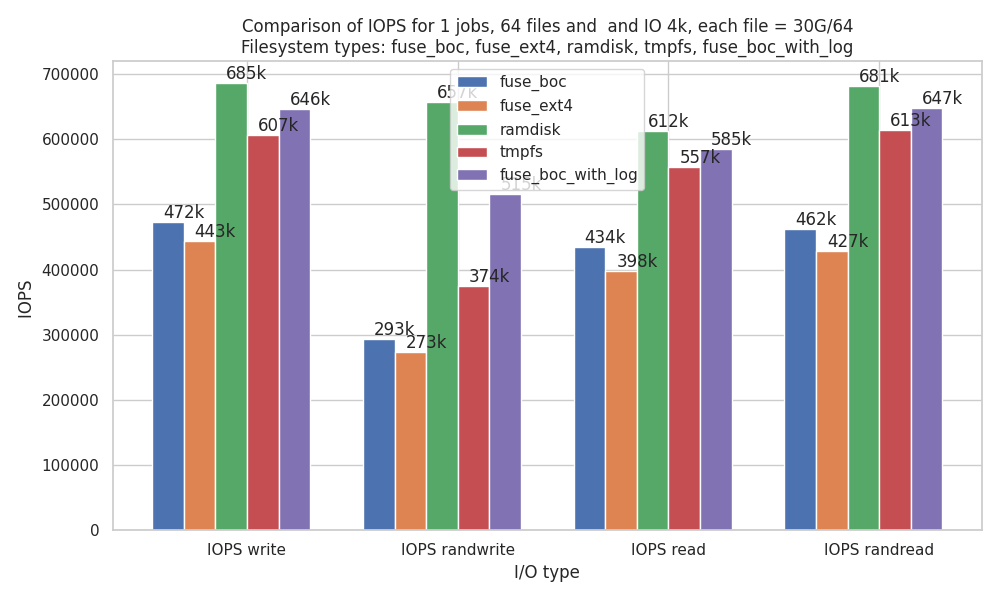 Comparison of IOPS for 1 jobs, 64 files and  and IO 4k, each file = 30G/64
Filesystem types: fuse_boc, fuse_ext4, ramdisk, tmpfs, fuse_boc_with_log
IOPS
700000
600000
500000
400000
300000
200000
100000
0
472k
443k
685k
607k
646k
293k
273k
657k
374k
515k
434k
398k
612k
557k
585k
462k
427k
681k
613k
647k
fuse_boc
fuse_ext4
ramdisk
tmpfs
fuse_boc_with_log
IOPS write
IOPS randwrite
IOPS read
IOPS randread
I/O type